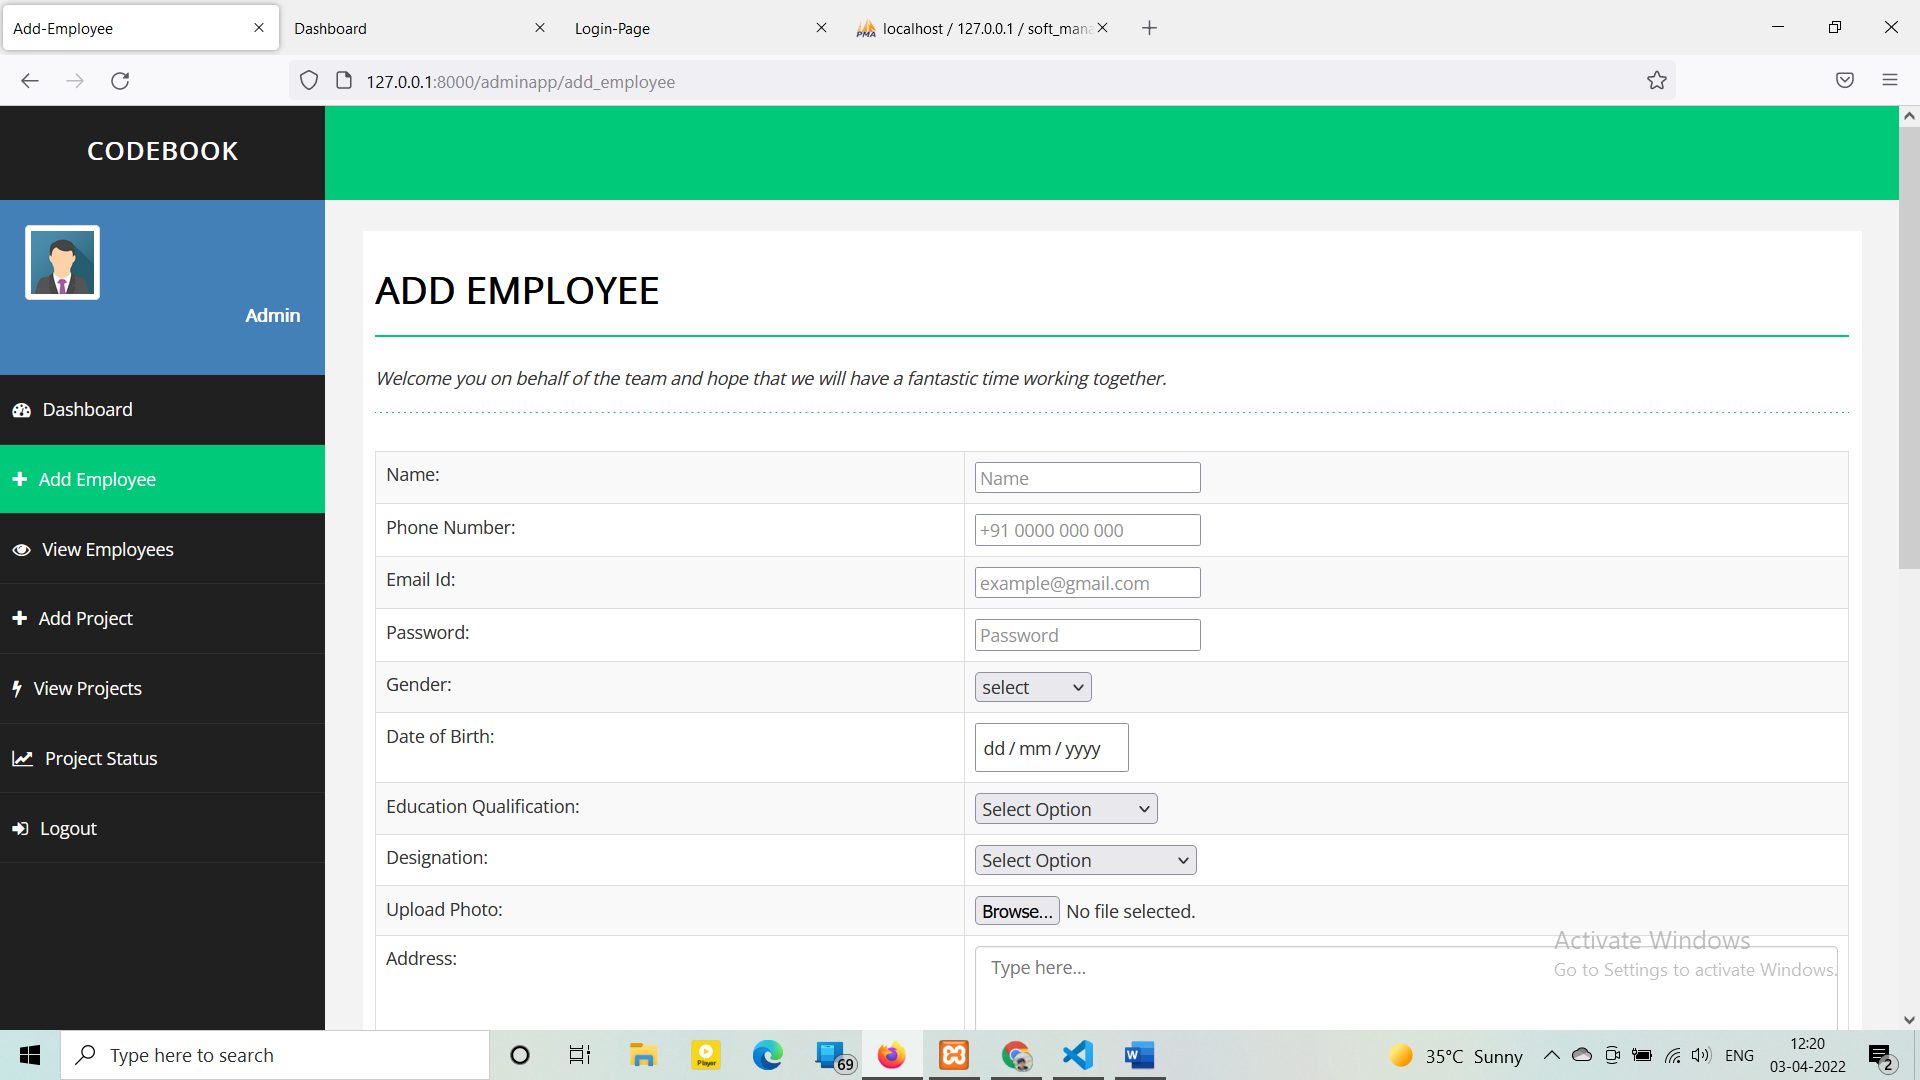 Add-Employee
Dashboard
Login-Page
PMA localhost / 127.0.0.1 / soft_mana
127.0.0.1:8000/adminapp/add_employee
CODEBOOK
Admin
Dashboard
Add Employee
View Employees
Add Project
View Projects
Project Status
Logout
ADD EMPLOYEE
Welcome you on behalf of the team and hope that we will have a fantastic time working together.
Name: Name
Phone Number: +91 0000 000 000
Email Id: example@gmail.com
Password: Password
Gender: select
Date of Birth: dd / mm / yyyy
Education Qualification: Select Option
Designation: Select Option
Upload Photo: Browse... No file selected.
Address: Type here...
Activate Windows
Go to Settings to activate Windows.
Type here to search
Player
69
W
35°C Sunny
ENG
12:20
03-04-2022
2